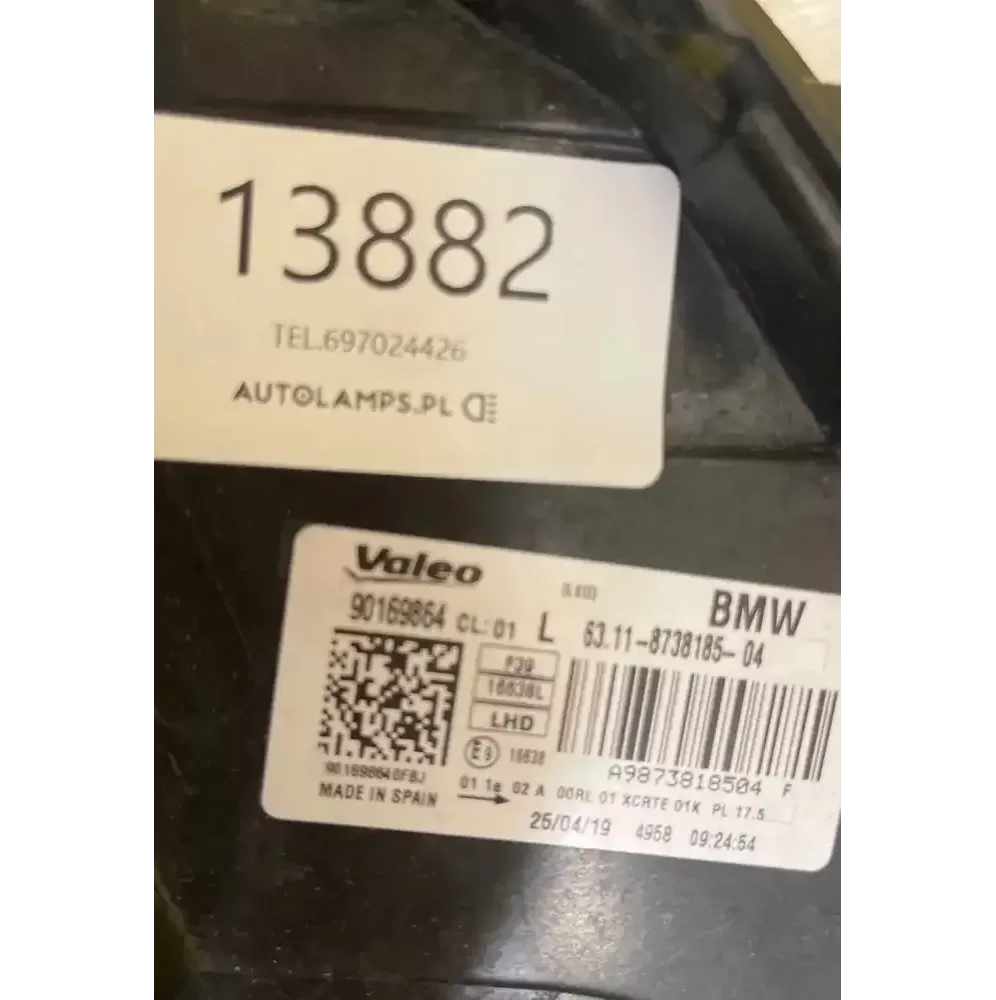 13882
TEL.697024426
AUTOLAMPS.PL
Valeo
BMW
90169864 CL:01 L 63.11-8738185-04
F39
16638L
LHD
E9 16638
A9873818504 F
MADE IN SPAIN
01 1a 02 A 00RL 01 XCRTE 01K PL 17.5
25/04/19 4958 09:24:54